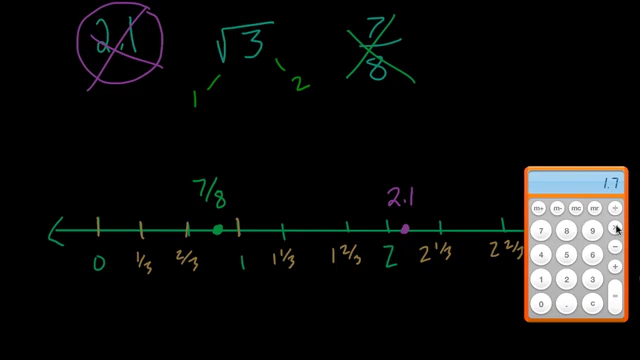 2.1 √3 7/8
1 2
7/8 2.1
0 1/3 2/3 1 1 1/3 1 2/3 2 2 1/3 2 2/3
1.7
m+ m- mc mr ÷
7 8 9 ×
4 5 6 −
1 2 3 +
0 . c =